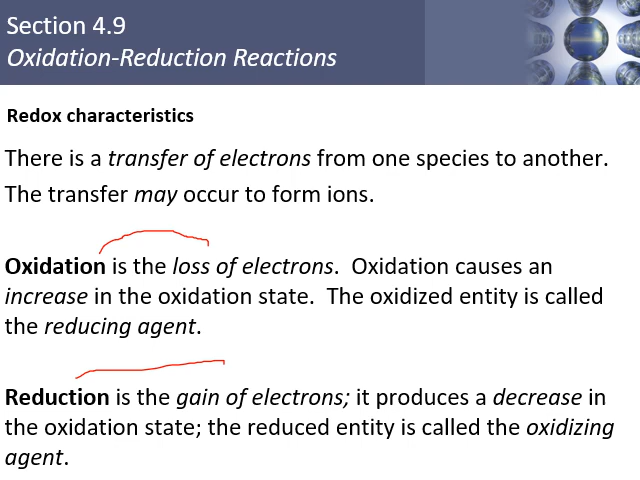 Section 4.9
Oxidation-Reduction Reactions
Redox characteristics
There is a transfer of electrons from one species to another.
The transfer may occur to form ions.
Oxidation is the loss of electrons. Oxidation causes an
increase in the oxidation state. The oxidized entity is called
the reducing agent.
Reduction is the gain of electrons; it produces a decrease in
the oxidation state; the reduced entity is called the oxidizing
agent.